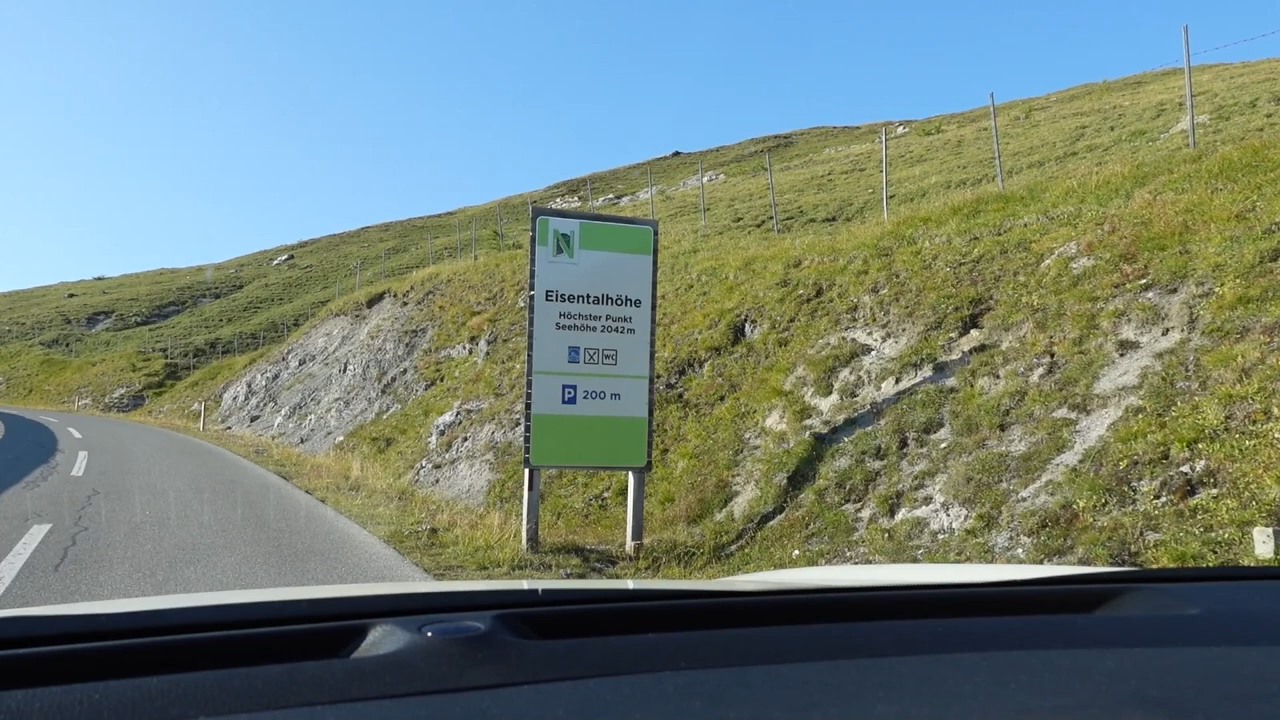 N
Eisentalhöhe
Höchster Punkt
Seehöhe 2042m
WC
P 200 m